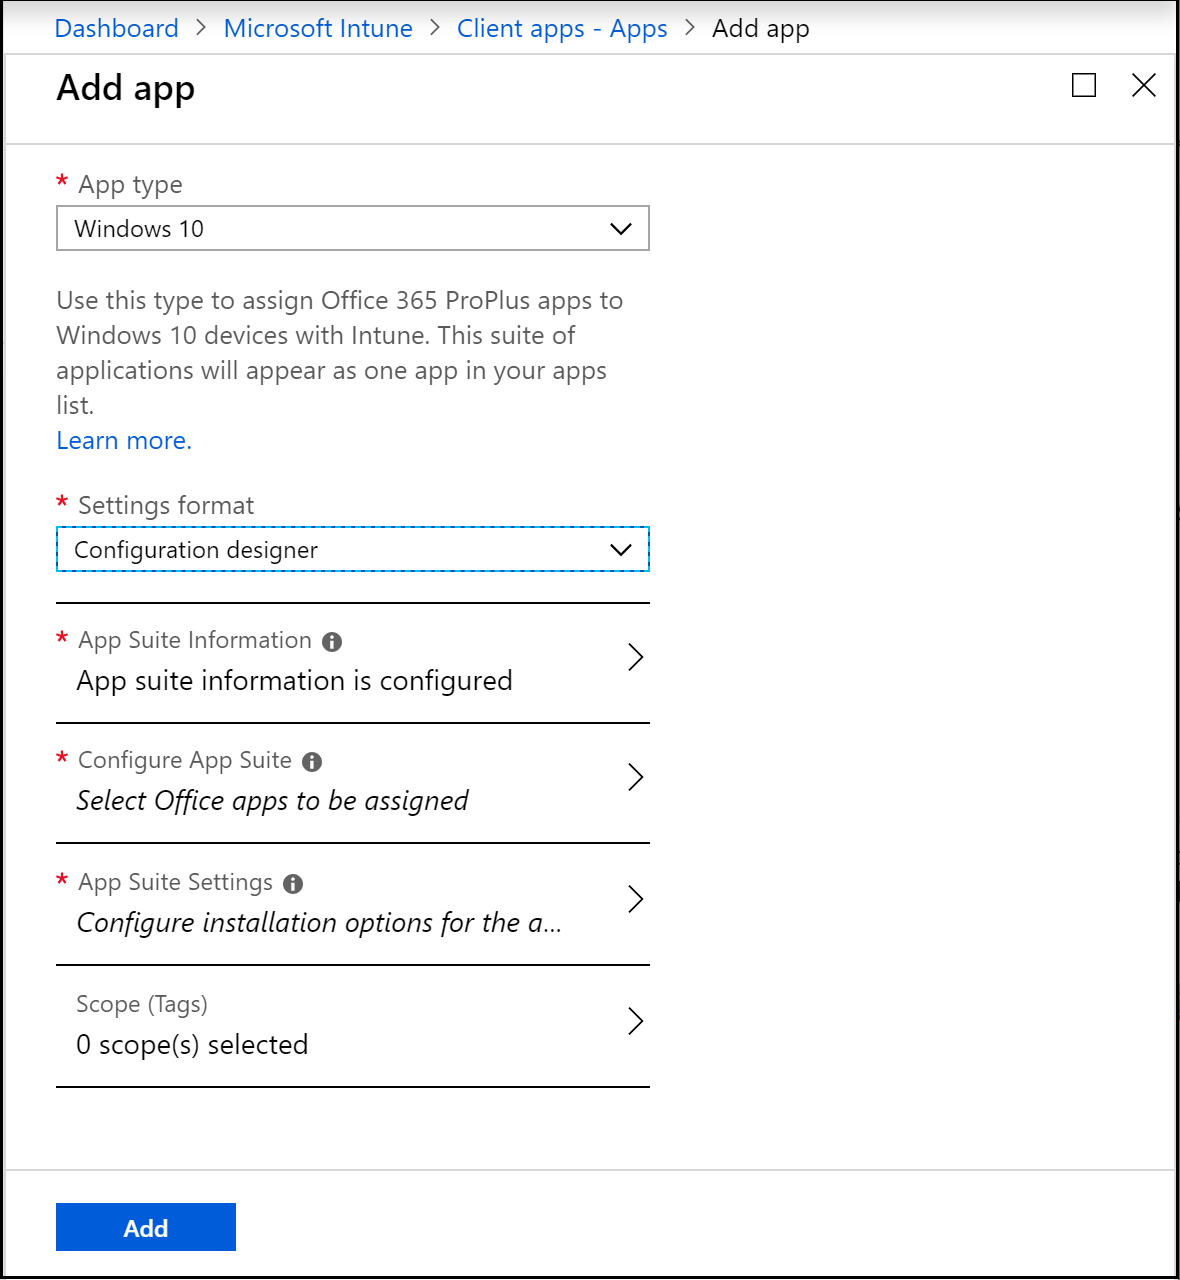 Dashboard > Microsoft Intune > Client apps - Apps > Add app
Add app
* App type
Windows 10
Use this type to assign Office 365 ProPlus apps to
Windows 10 devices with Intune. This suite of
applications will appear as one app in your apps
list.
Learn more.
* Settings format
Configuration designer
* App Suite Information
App suite information is configured
* Configure App Suite
Select Office apps to be assigned
* App Suite Settings
Configure installation options for the a...
Scope (Tags)
0 scope(s) selected
Add